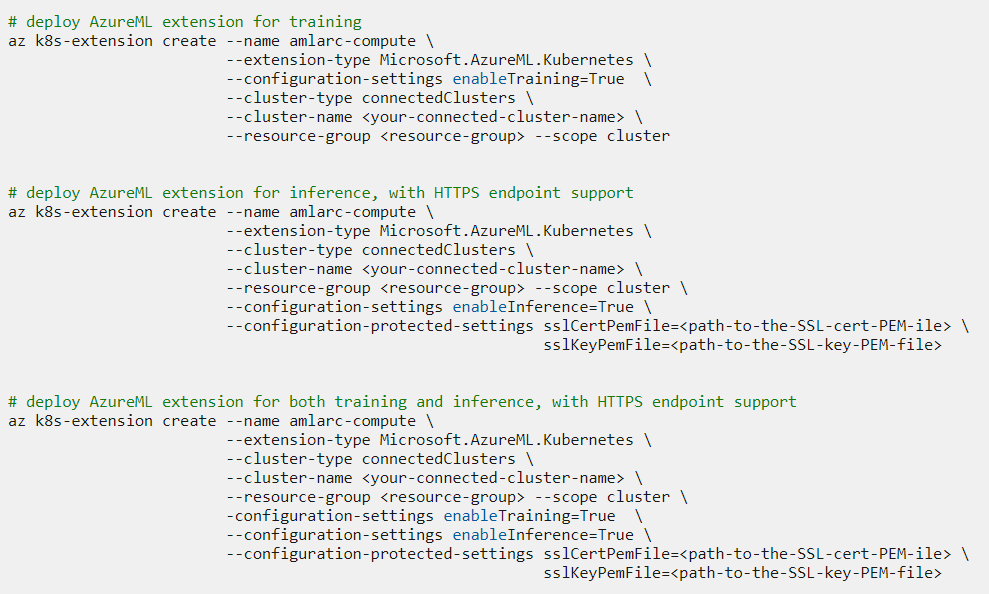 # deploy AzureML extension for training
az k8s-extension create --name amlarc-compute \
--extension-type Microsoft.AzureML.Kubernetes \
--configuration-settings enableTraining=True  \
--cluster-type connectedClusters \
--cluster-name <your-connected-cluster-name> \
--resource-group <resource-group> --scope cluster
# deploy AzureML extension for inference, with HTTPS endpoint support
az k8s-extension create --name amlarc-compute \
--extension-type Microsoft.AzureML.Kubernetes \
--cluster-type connectedClusters \
--cluster-name <your-connected-cluster-name> \
--resource-group <resource-group> --scope cluster \
--configuration-settings enableInference=True \
--configuration-protected-settings sslCertPemFile=<path-to-the-SSL-cert-PEM-ile> \
sslKeyPemFile=<path-to-the-SSL-key-PEM-file>
# deploy AzureML extension for both training and inference, with HTTPS endpoint support
az k8s-extension create --name amlarc-compute \
--extension-type Microsoft.AzureML.Kubernetes \
--cluster-type connectedClusters \
--cluster-name <your-connected-cluster-name> \
--resource-group <resource-group> --scope cluster \
-configuration-settings enableTraining=True  \
--configuration-settings enableInference=True \
--configuration-protected-settings sslCertPemFile=<path-to-the-SSL-cert-PEM-ile> \
sslKeyPemFile=<path-to-the-SSL-key-PEM-file>